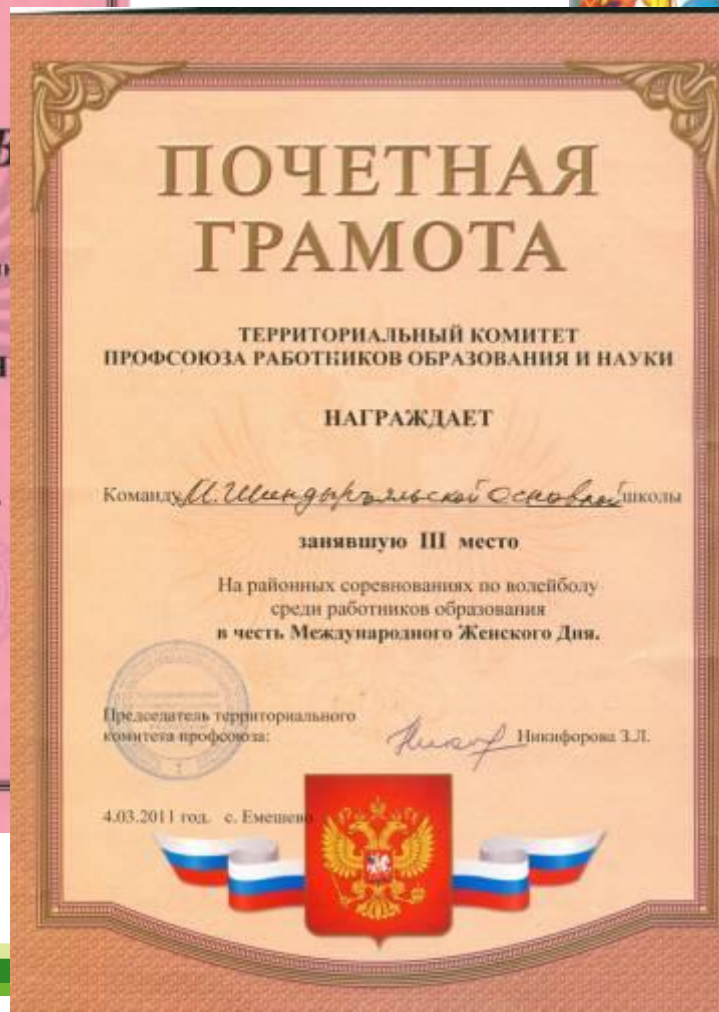 ПОЧЕТНАЯ
ГРАМОТА
ТЕРРИТОРИАЛЬНЫЙ КОМИТЕТ
ПРОФСОЮЗА РАБОТНИКОВ ОБРАЗОВАНИЯ И НАУКИ
НАГРАЖДАЕТ
Команду М. Шиндыръяльской основной школы
занявшую III место
На районных соревнованиях по волейболу
среди работников образования
в честь Международного Женского Дня.
Председатель территориального
комитета профсоюза: Никифорова З.Л.
4.03.2011 год. с. Емешево